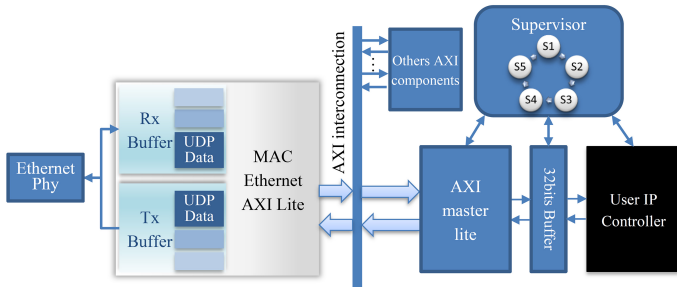 Supervisor
S1
S5
S2
S4
S3
Others AXI
components
AXI interconnection
Rx
Buffer
UDP
Data
Ethernet
Phy
MAC
Ethernet
AXI Lite
Tx
Buffer
UDP
Data
AXI
master
lite
32bits Buffer
User IP
Controller